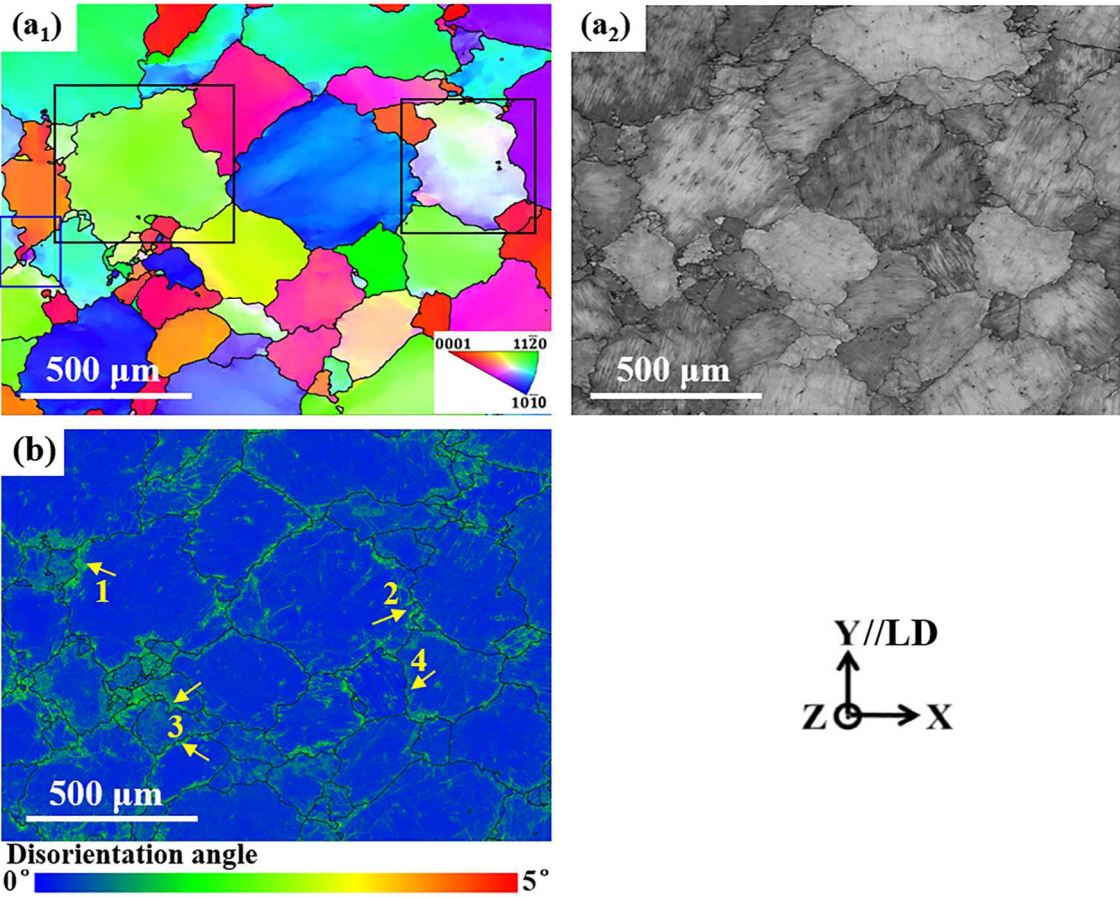 (a₁)
(a₂)
0001 112̄0
101̄0
500 μm
500 μm
(b)
1
2
4
3
500 μm
Y//LD
Z X
Disorientation angle
0° 5°